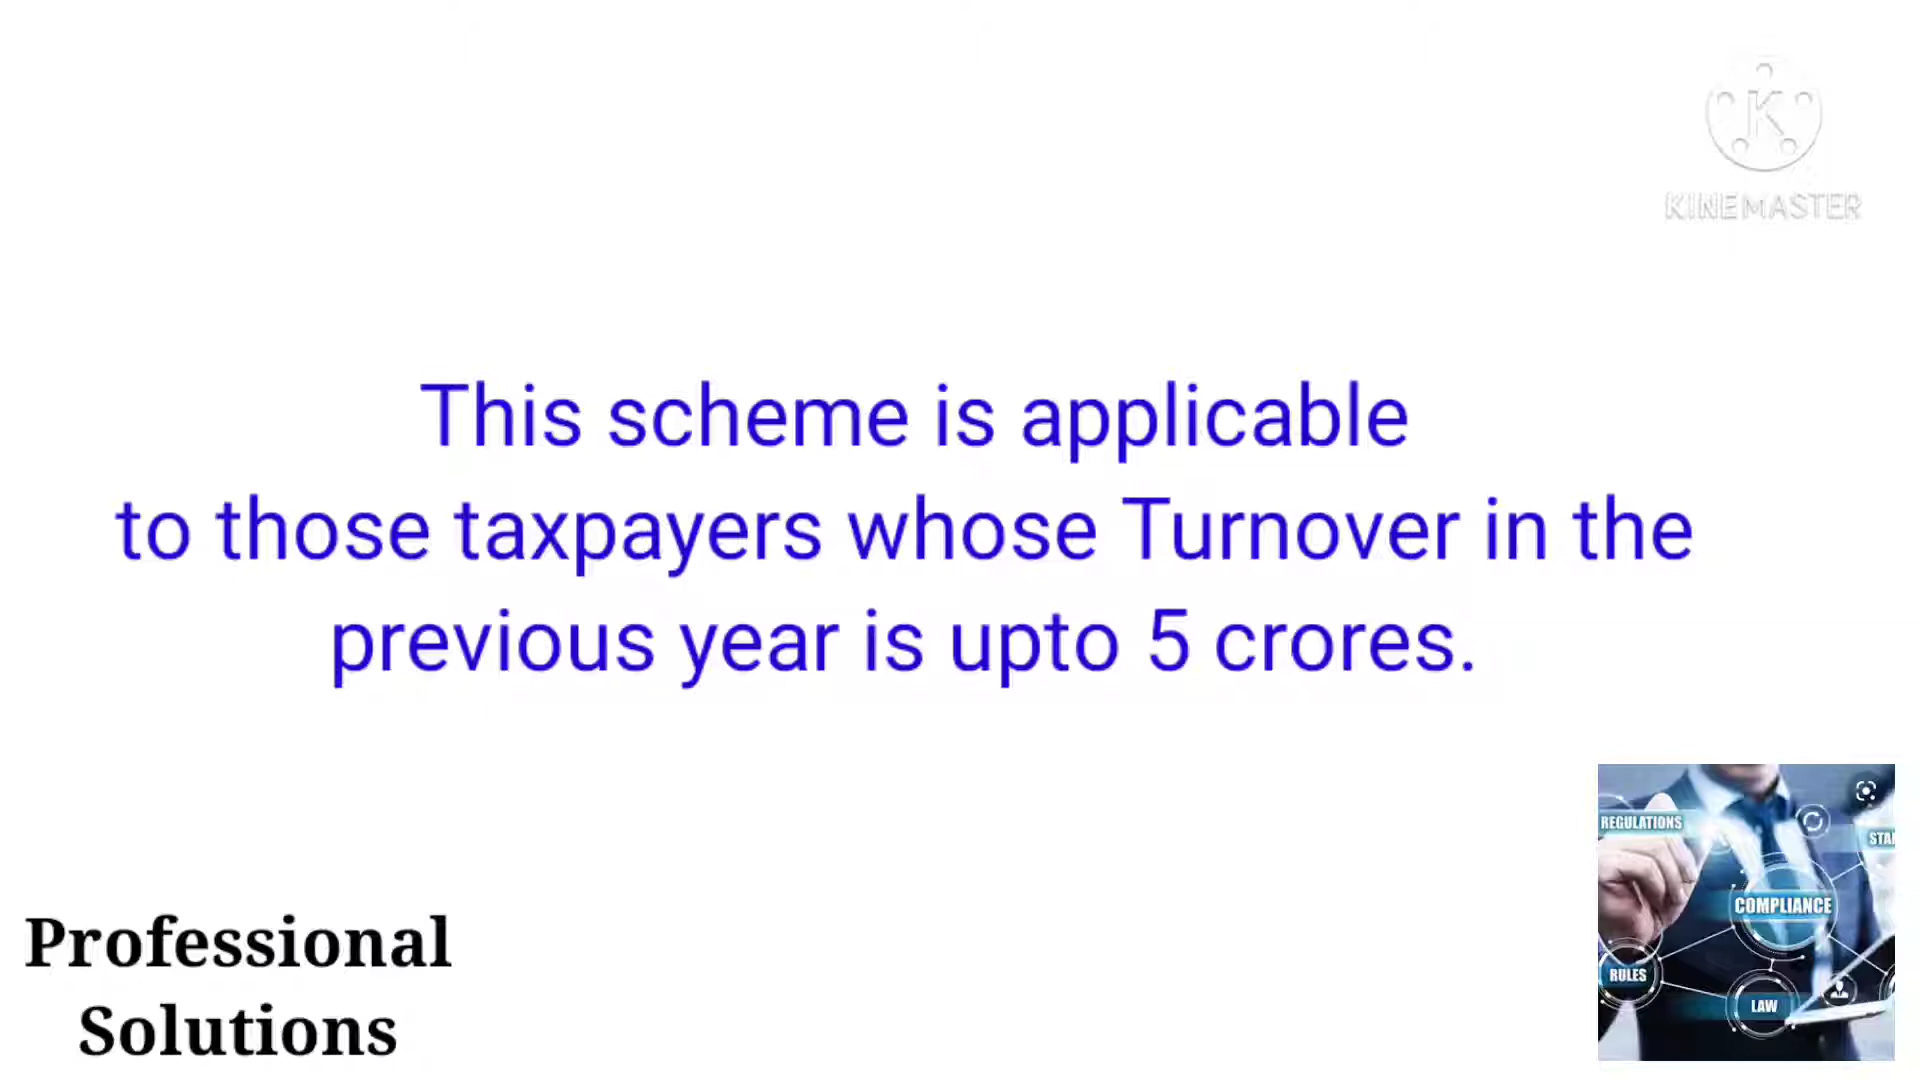 K
KINEMASTER
This scheme is applicable
to those taxpayers whose Turnover in the
previous year is upto 5 crores.
REGULATIONS
STAN
COMPLIANCE
RULES
LAW
Professional
Solutions